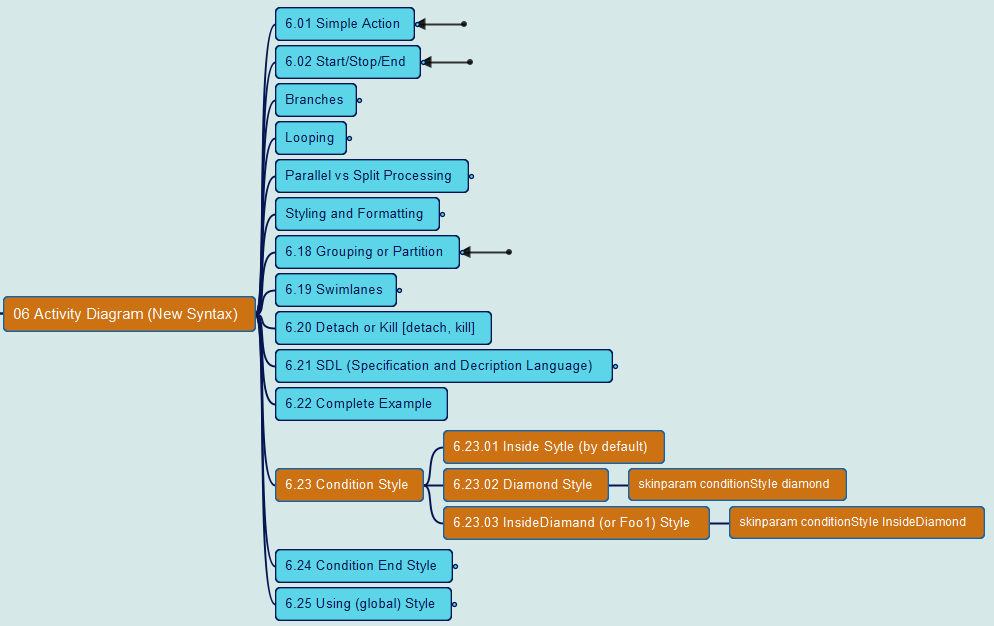 6.01 Simple Action
6.02 Start/Stop/End
Branches
Looping
Parallel vs Split Processing
Styling and Formatting
6.18 Grouping or Partition
6.19 Swimlanes
06 Activity Diagram (New Syntax)
6.20 Detach or Kill [detach, kill]
6.21 SDL (Specification and Decription Language)
6.22 Complete Example
6.23 Condition Style
6.23.01 Inside Sytle (by default)
6.23.02 Diamond Style
skinparam conditionStyle diamond
6.23.03 InsideDiamand (or Foo1) Style
skinparam conditionStyle InsideDiamond
6.24 Condition End Style
6.25 Using (global) Style